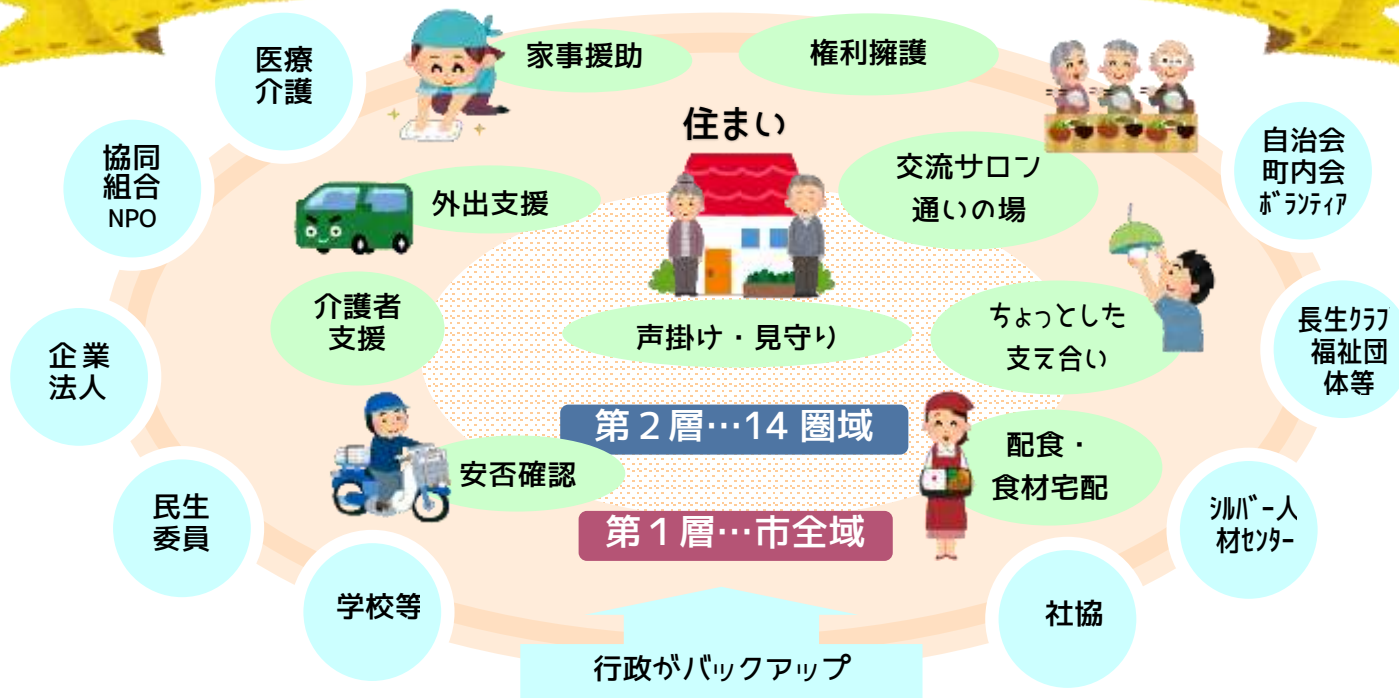 医療
介護
家事援助
権利擁護
住まい
協同
組合
NPO
自治会
町内会
ﾎﾞﾗﾝﾃｨｱ
交流サロン
通いの場
外出支援
介護者
支援
声掛け・見守り
ちょっとした
支え合い
企業
法人
長生ｸﾗﾌﾞ
福祉団
体等
第２層…14 圏域
配食・
食材宅配
安否確認
民生
委員
第１層…市全域
ｼﾙﾊﾞｰ人
材ｾﾝﾀｰ
学校等
社協
行政がバックアップ